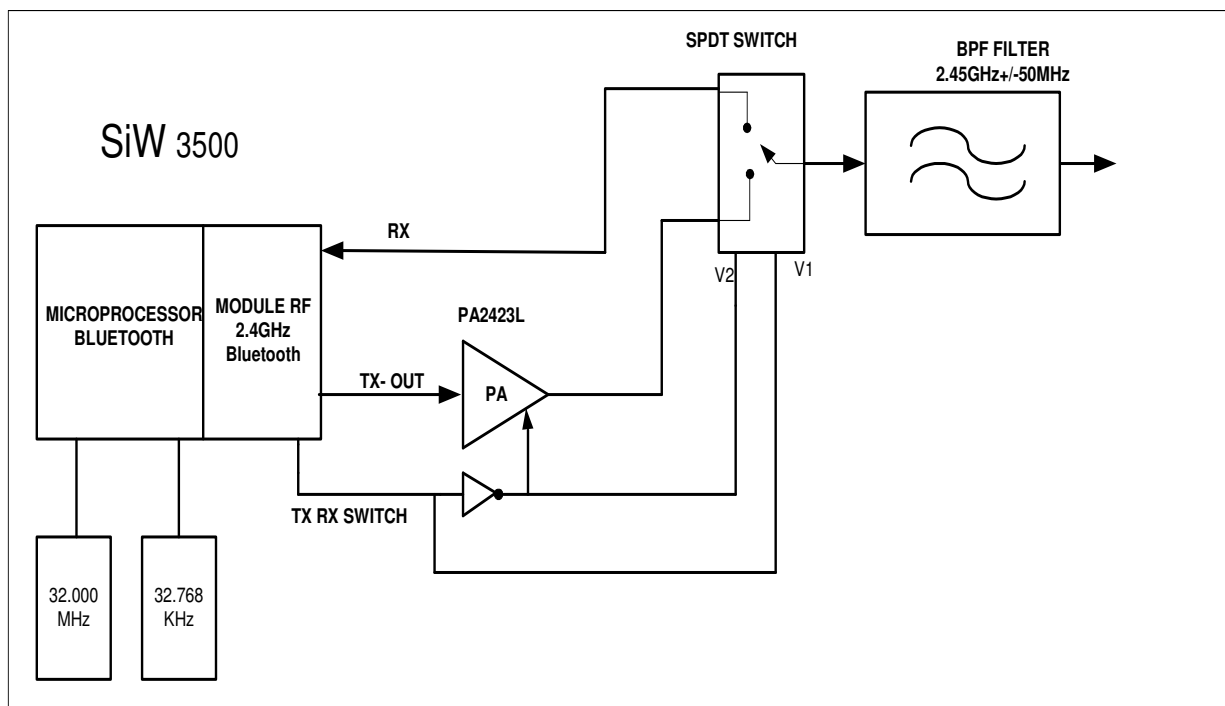 SPDT SWITCH
BPF FILTER
2.45GHz+/-50MHz
SiW 3500
RX
V2
V1
MICROPROCESSOR
BLUETOOTH
MODULE RF
2.4GHz
Bluetooth
PA2423L
TX- OUT
PA
TX RX SWITCH
32.000
MHz
32.768
KHz